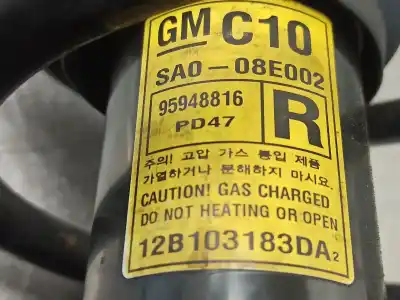 GM C10
SA0-08E002
95948816
PD47
R
주의! 고압 가스 봉입 제품
가열하거나 분해하지 마시요.
CAUTION! GAS CHARGED
DO NOT HEATING OR OPEN
12B103183DA2